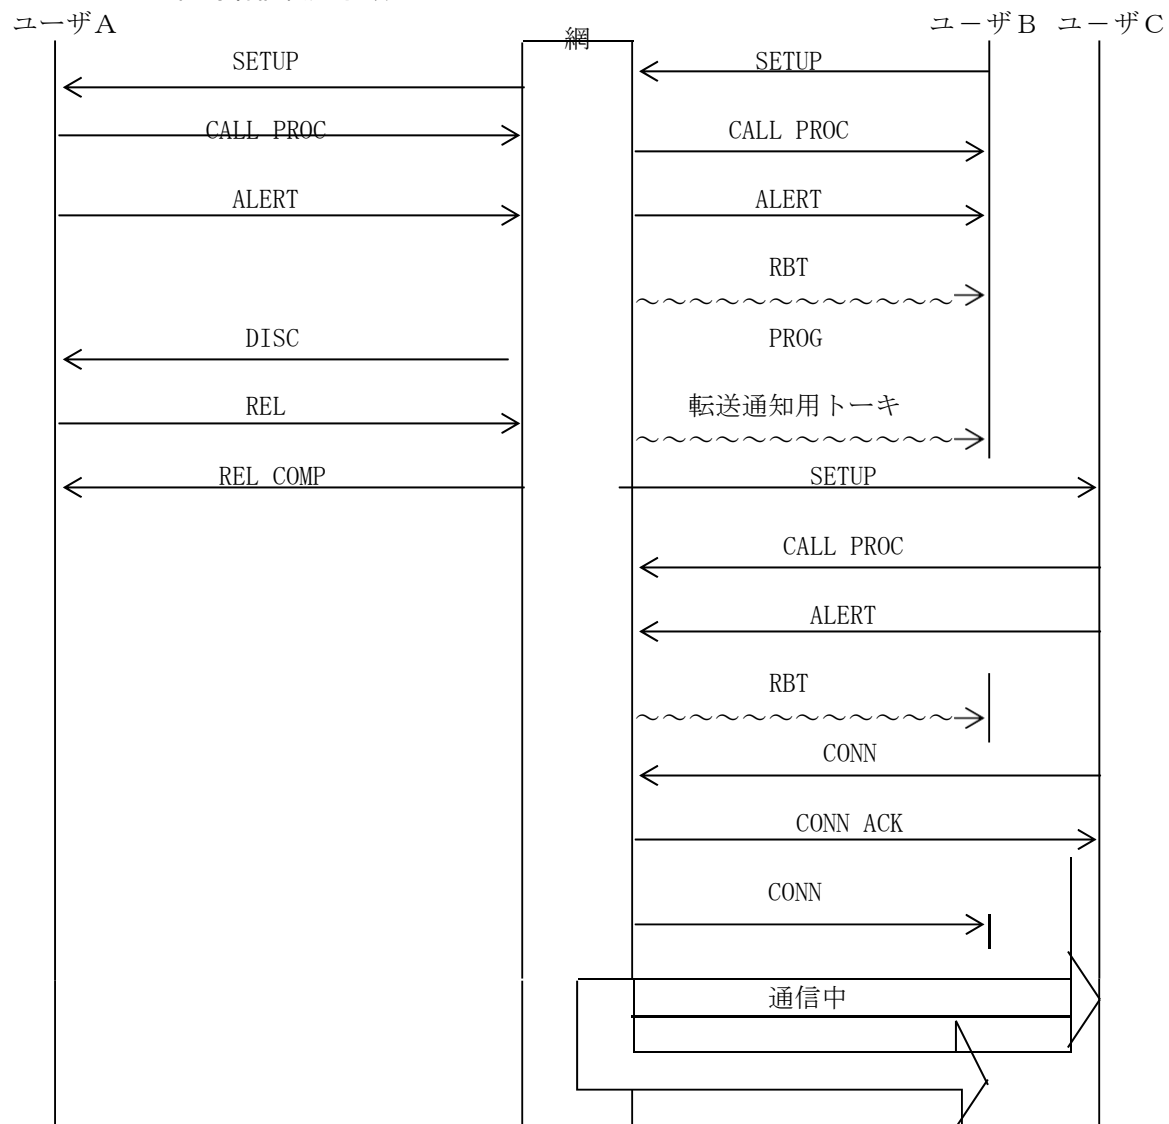 ユーザA 網 ユーザB ユーザC
SETUP SETUP
CALL PROC CALL PROC
ALERT ALERT
RBT
DISC PROG
REL 転送通知用トーキ
REL COMP SETUP
CALL PROC
ALERT
RBT
CONN
CONN ACK
CONN
通信中